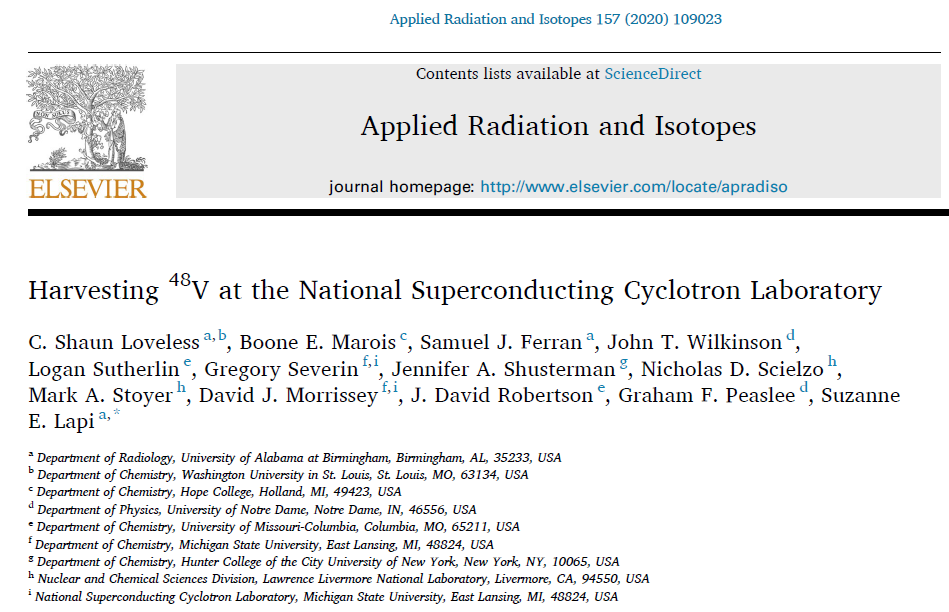 Applied Radiation and Isotopes 157 (2020) 109023
Contents lists available at ScienceDirect
Applied Radiation and Isotopes
journal homepage: http://www.elsevier.com/locate/apradiso
ELSEVIER
Harvesting ⁴⁸V at the National Superconducting Cyclotron Laboratory
C. Shaun Loveless a,b, Boone E. Marois c, Samuel J. Ferran a, John T. Wilkinson d,
Logan Sutherlin e, Gregory Severin f,i, Jennifer A. Shusterman g, Nicholas D. Scielzo h,
Mark A. Stoyer h, David J. Morrissey f,i, J. David Robertson e, Graham F. Peaslee d, Suzanne
E. Lapi a,*
a Department of Radiology, University of Alabama at Birmingham, Birmingham, AL, 35233, USA
b Department of Chemistry, Washington University in St. Louis, St. Louis, MO, 63134, USA
c Department of Chemistry, Hope College, Holland, MI, 49423, USA
d Department of Physics, University of Notre Dame, Notre Dame, IN, 46556, USA
e Department of Chemistry, University of Missouri-Columbia, Columbia, MO, 65211, USA
f Department of Chemistry, Michigan State University, East Lansing, MI, 48824, USA
g Department of Chemistry, Hunter College of the City University of New York, New York, NY, 10065, USA
h Nuclear and Chemical Sciences Division, Lawrence Livermore National Laboratory, Livermore, CA, 94550, USA
i National Superconducting Cyclotron Laboratory, Michigan State University, East Lansing, MI, 48824, USA